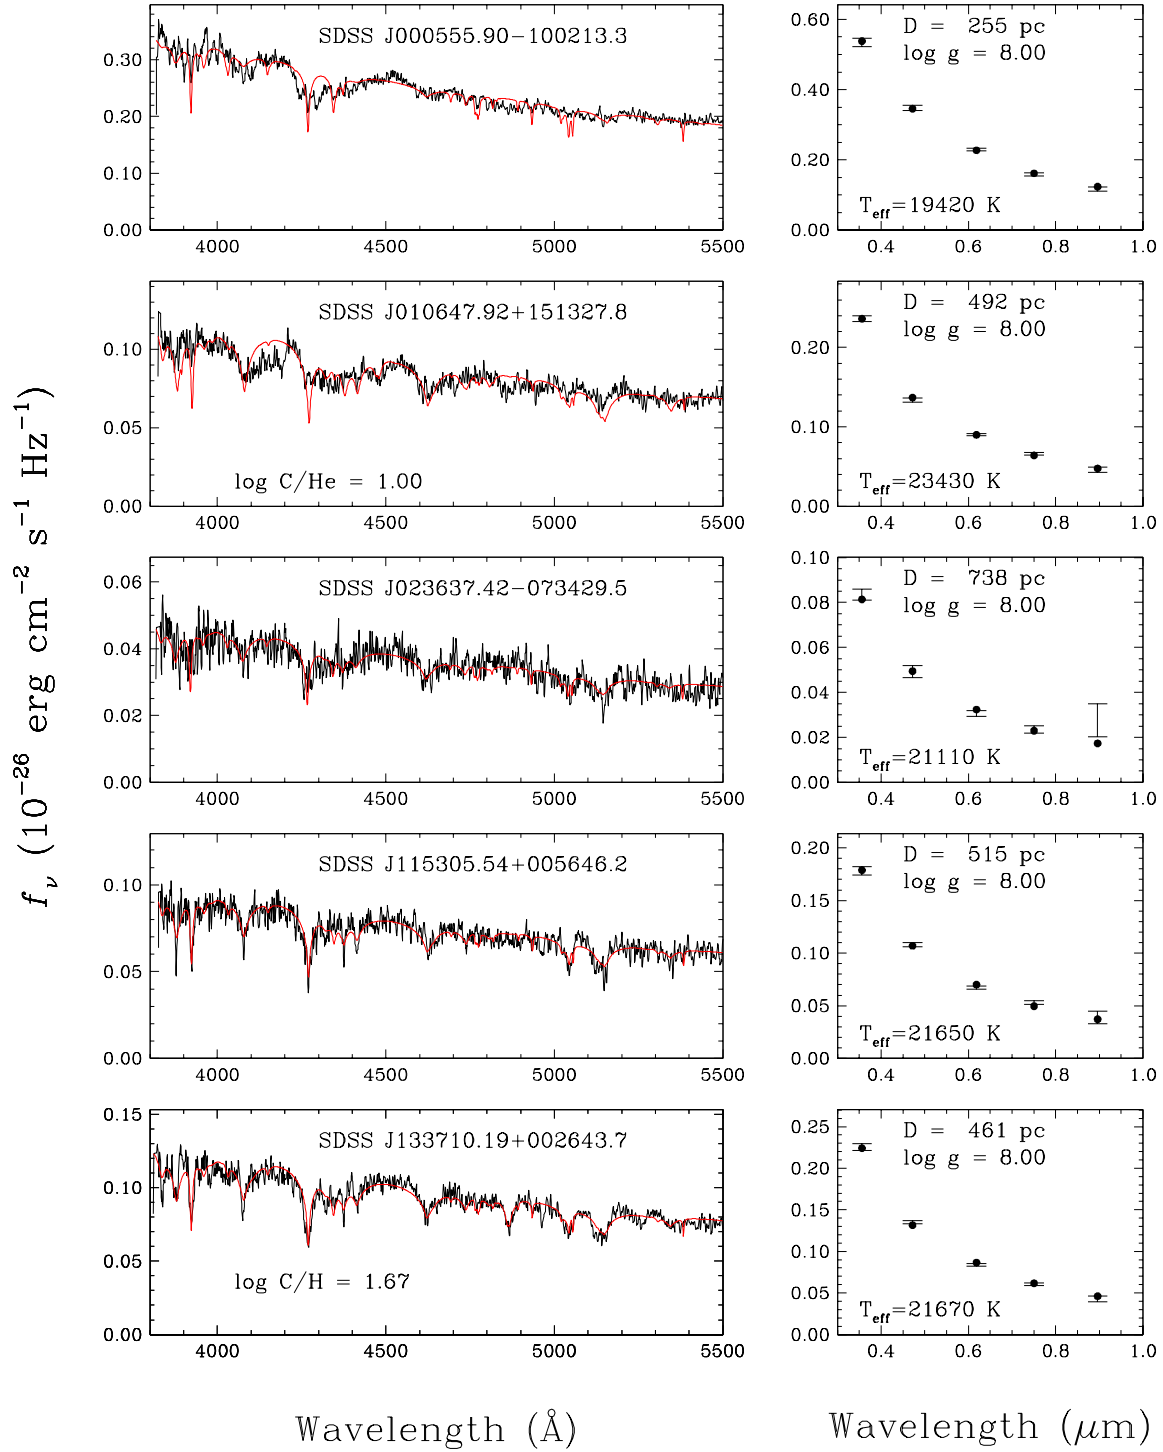 SDSS J000555.90−100213.3
0.30
0.20
0.10
0.00
4000 4500 5000 5500
D = 255 pc
log g = 8.00
T_eff=19420 K
0.60
0.40
0.20
0.00
0.4 0.6 0.8 1.0
SDSS J010647.92+151327.8
log C/He = 1.00
0.10
0.05
0.00
4000 4500 5000 5500
D = 492 pc
log g = 8.00
T_eff=23430 K
0.20
0.10
0.00
0.4 0.6 0.8 1.0
SDSS J023637.42−073429.5
0.06
0.04
0.02
0.00
4000 4500 5000 5500
D = 738 pc
log g = 8.00
T_eff=21110 K
0.10
0.08
0.06
0.04
0.02
0.00
0.4 0.6 0.8 1.0
SDSS J115305.54+005646.2
0.10
0.05
0.00
4000 4500 5000 5500
D = 515 pc
log g = 8.00
T_eff=21650 K
0.20
0.15
0.10
0.05
0.00
0.4 0.6 0.8 1.0
SDSS J133710.19+002643.7
log C/H = 1.67
0.15
0.10
0.05
0.00
4000 4500 5000 5500
D = 461 pc
log g = 8.00
T_eff=21670 K
0.25
0.20
0.15
0.10
0.05
0.00
0.4 0.6 0.8 1.0
f_ν (10⁻²⁶ erg cm⁻² s⁻¹ Hz⁻¹)
Wavelength (Å)
Wavelength (μm)